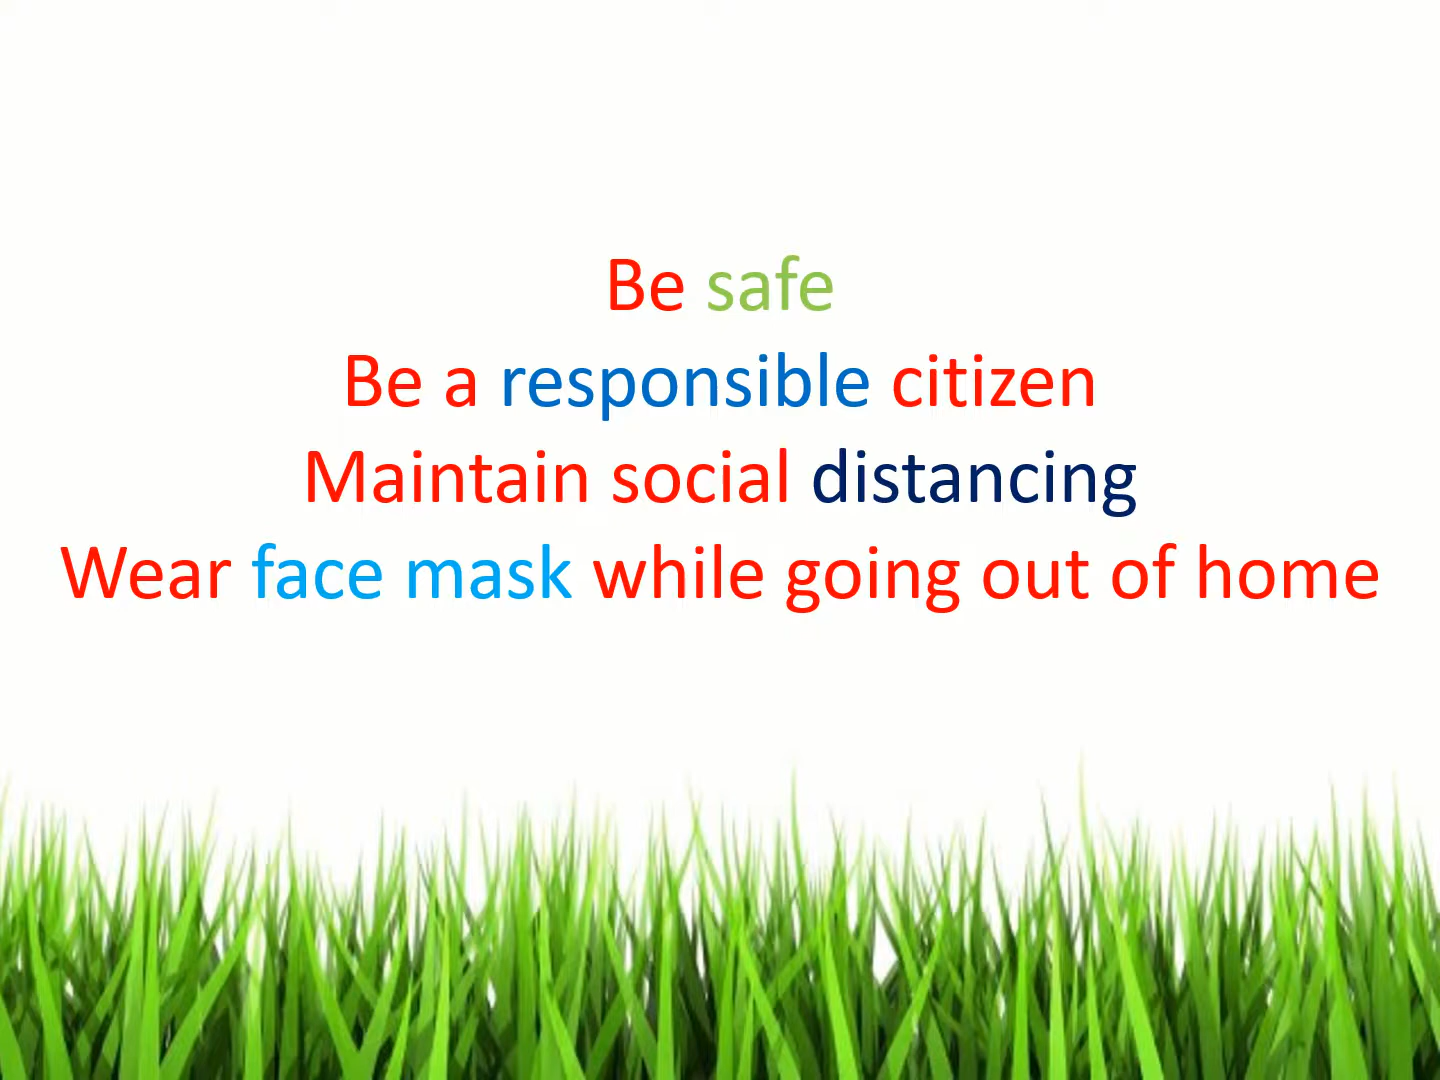 Be safe
Be a responsible citizen
Maintain social distancing
Wear face mask while going out of home